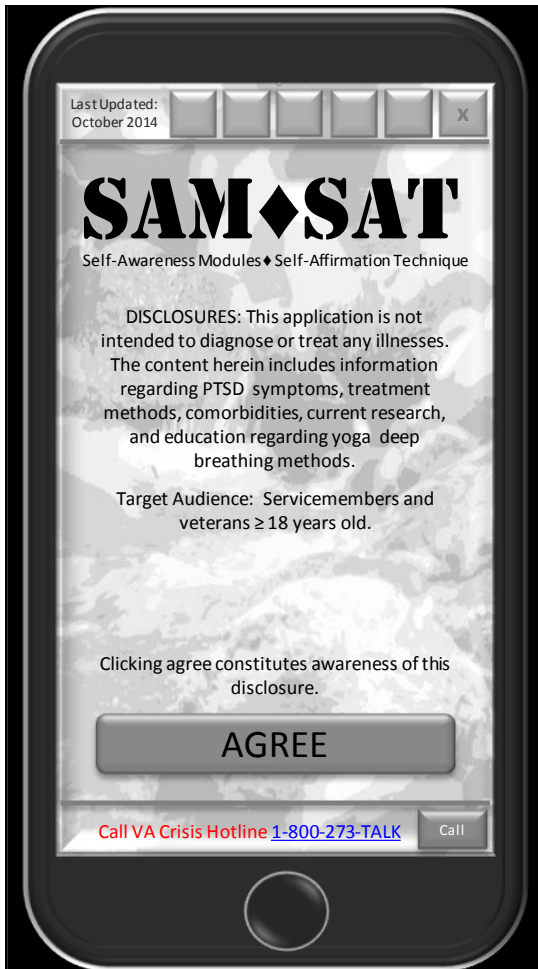 Last Updated:
October 2014
X
SAM♦SAT
Self-Awareness Modules♦Self-Affirmation Technique
DISCLOSURES: This application is not
intended to diagnose or treat any illnesses.
The content herein includes information
regarding PTSD symptoms, treatment
methods, comorbidities, current research,
and education regarding yoga deep
breathing methods.
Target Audience: Servicemembers and
veterans ≥ 18 years old.
Clicking agree constitutes awareness of this
disclosure.
AGREE
Call VA Crisis Hotline 1-800-273-TALK
Call